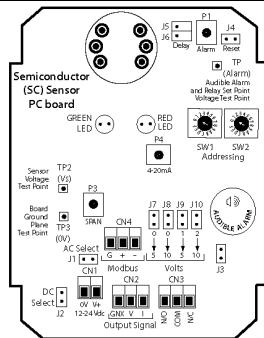 P1
J5
J6
J4
Delay
Alarm
Reset
TP
(Alarm)
Audible Alarm
and Relay Set Point
Voltage Test Point
Semiconductor
(SC) Sensor
PC board
GREEN
LED
RED
LED
SW1
SW2
Addressing
P4
4-20mA
Sensor
Voltage
Test Point
TP2
(Vs)
P3
SPAN
Board
Ground
Plane
Test Point
TP3
(0V)
CN4
G + -
Modbus
J7 J8 J9 J10
0 0 1 2
5 10 5 10
Volts
AUDIBLE ALARM
J3
AC Select
J1
CN1
0V V+
12-24 Vdc
DC
Select
J2
CN2
GNX V I
Output Signal
CN3
N/O
COM
N/C